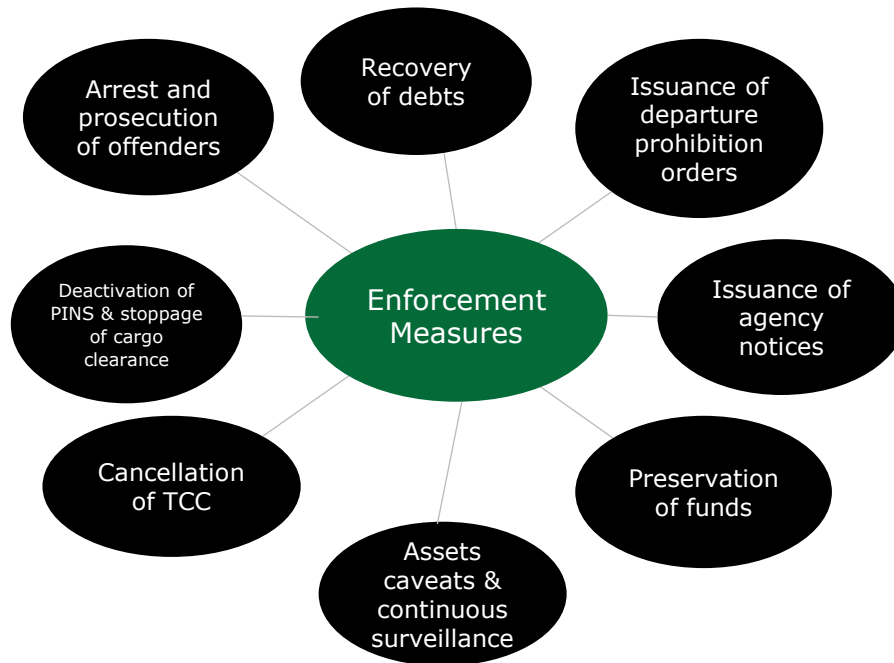 Recovery
of debts
Issuance of
departure
prohibition
orders
Arrest and
prosecution
of offenders
Enforcement
Measures
Deactivation of
PINS & stoppage
of cargo
clearance
Issuance of
agency
notices
Cancellation
of TCC
Preservation
of funds
Assets
caveats &
continuous
surveillance